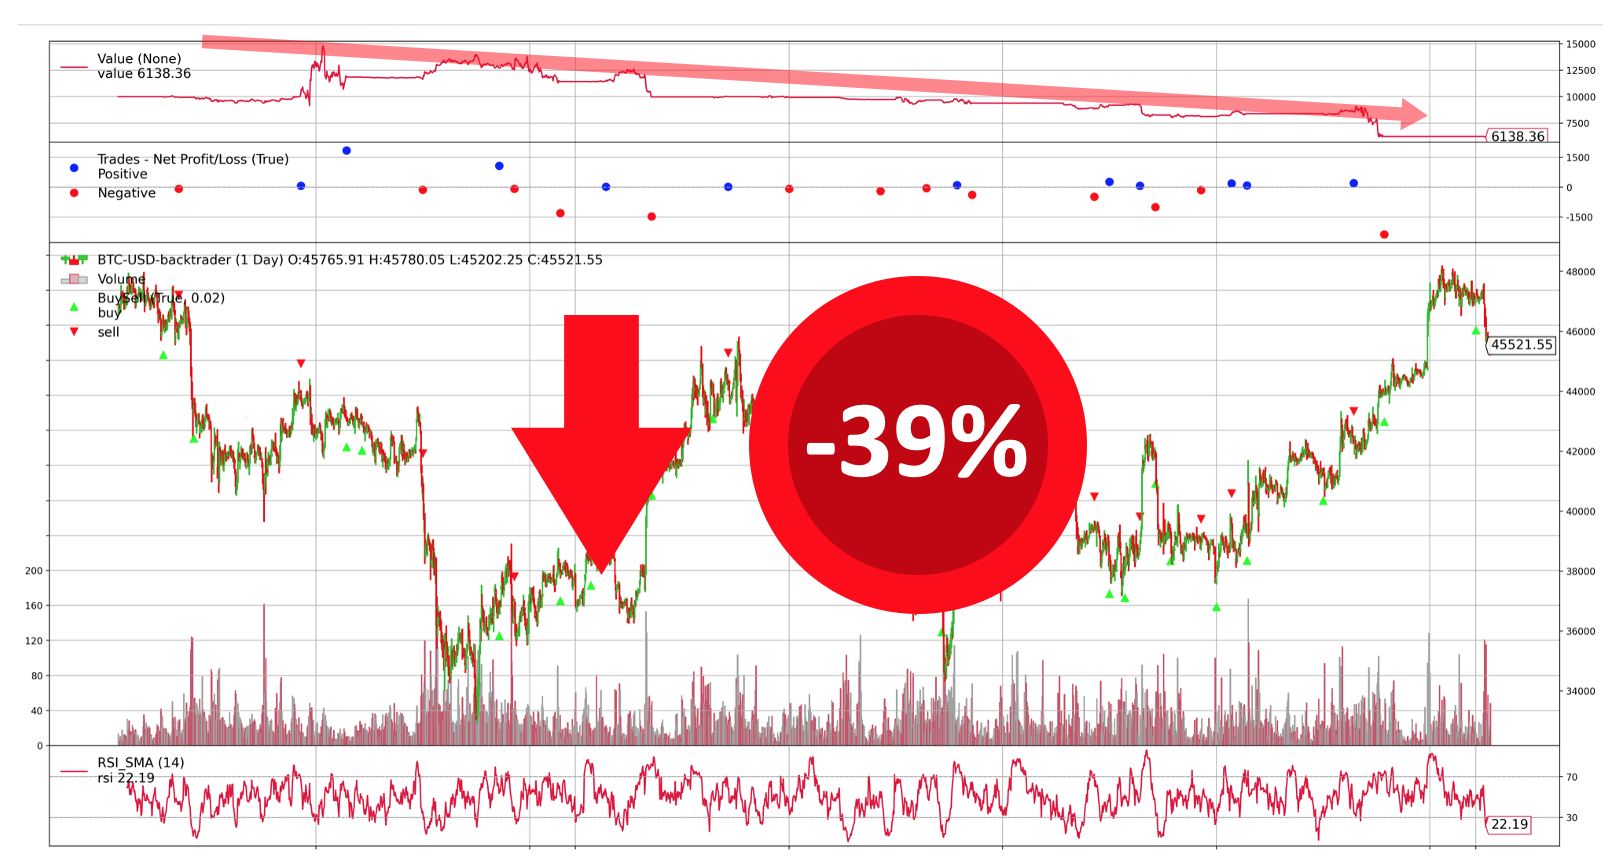 Value (None)
value 6138.36
15000
12500
10000
7500
6138.36
Trades - Net Profit/Loss (True)
Positive
Negative
1500
0
-1500
BTC-USD-backtrader (1 Day) O:45765.91 H:45780.05 L:45202.25 C:45521.55
Volume
BuySell (True, 0.02)
buy
sell
48000
46000
45521.55
44000
42000
40000
38000
36000
34000
-39%
200
160
120
80
40
0
RSI_SMA (14)
rsi 22.19
70
30
22.19